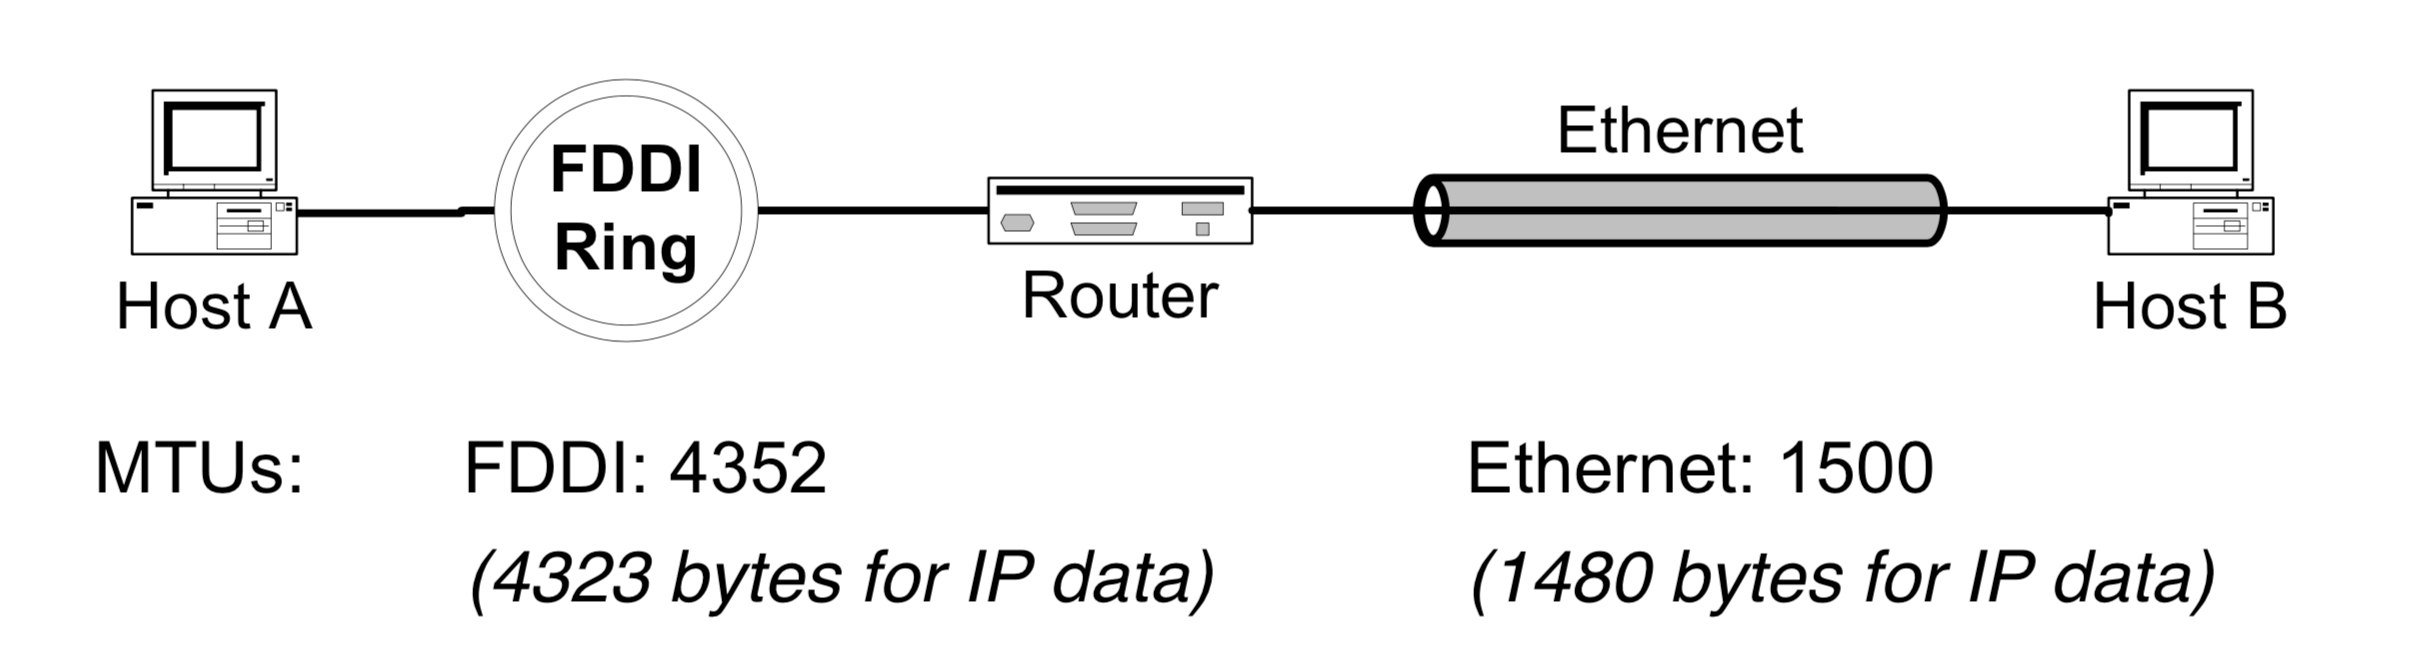 Ethernet
FDDI
Ring
Host A
Router
Host B
MTUs:
FDDI: 4352
Ethernet: 1500
(4323 bytes for IP data)
(1480 bytes for IP data)